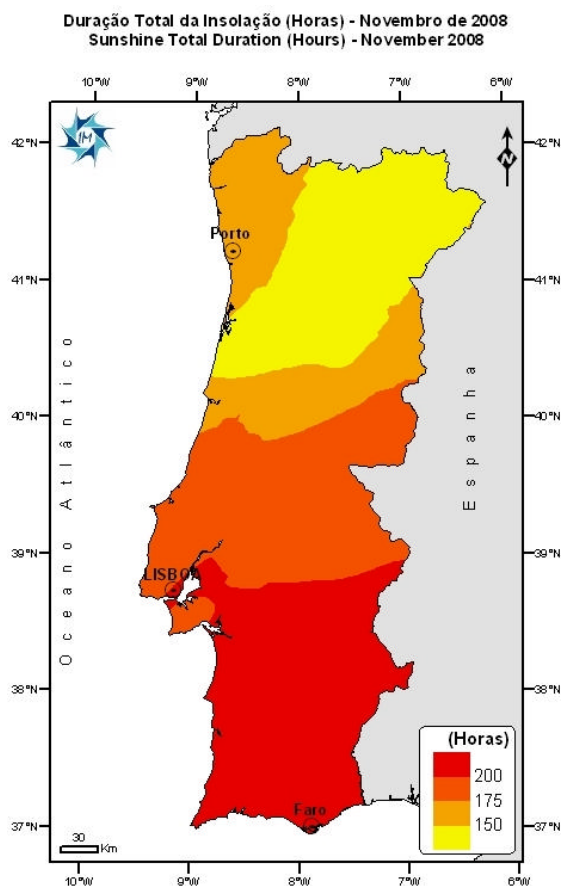 Duração Total da Insolação (Horas) - Novembro de 2008
Sunshine Total Duration (Hours) - November 2008
10°W 9°W 8°W 7°W 6°W
IM
N
42°N 42°N
Porto
41°N 41°N
Oceano Atlântico
Espanha
40°N 40°N
39°N 39°N
LISBOA
38°N 38°N
(Horas)
200
175
150
Faro
37°N 37°N
30
Km
10°W 9°W 8°W 7°W 6°W